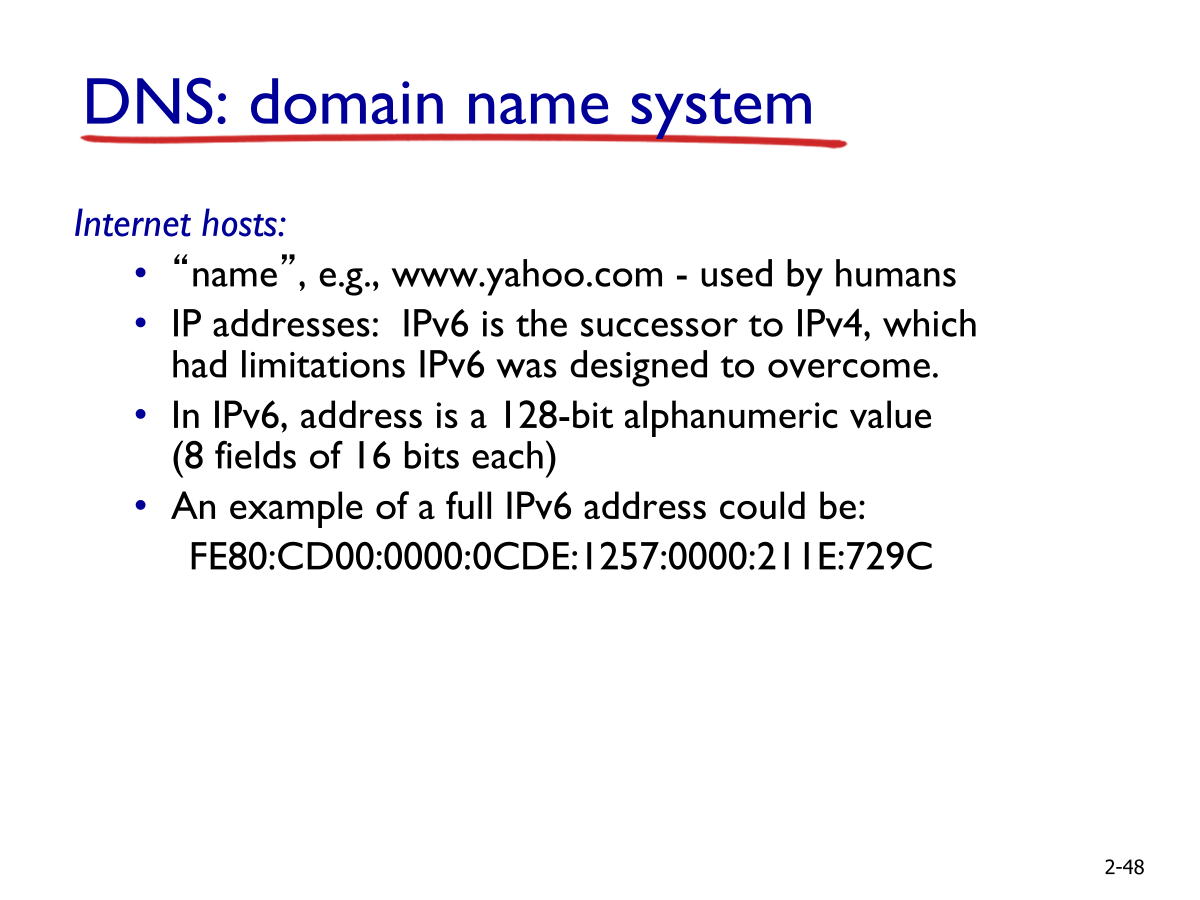 DNS: domain name system
Internet hosts:
• “name”, e.g., www.yahoo.com - used by humans
• IP addresses:  IPv6 is the successor to IPv4, which
had limitations IPv6 was designed to overcome.
• In IPv6, address is a 128-bit alphanumeric value
(8 fields of 16 bits each)
• An example of a full IPv6 address could be:
FE80:CD00:0000:0CDE:1257:0000:211E:729C
2-48